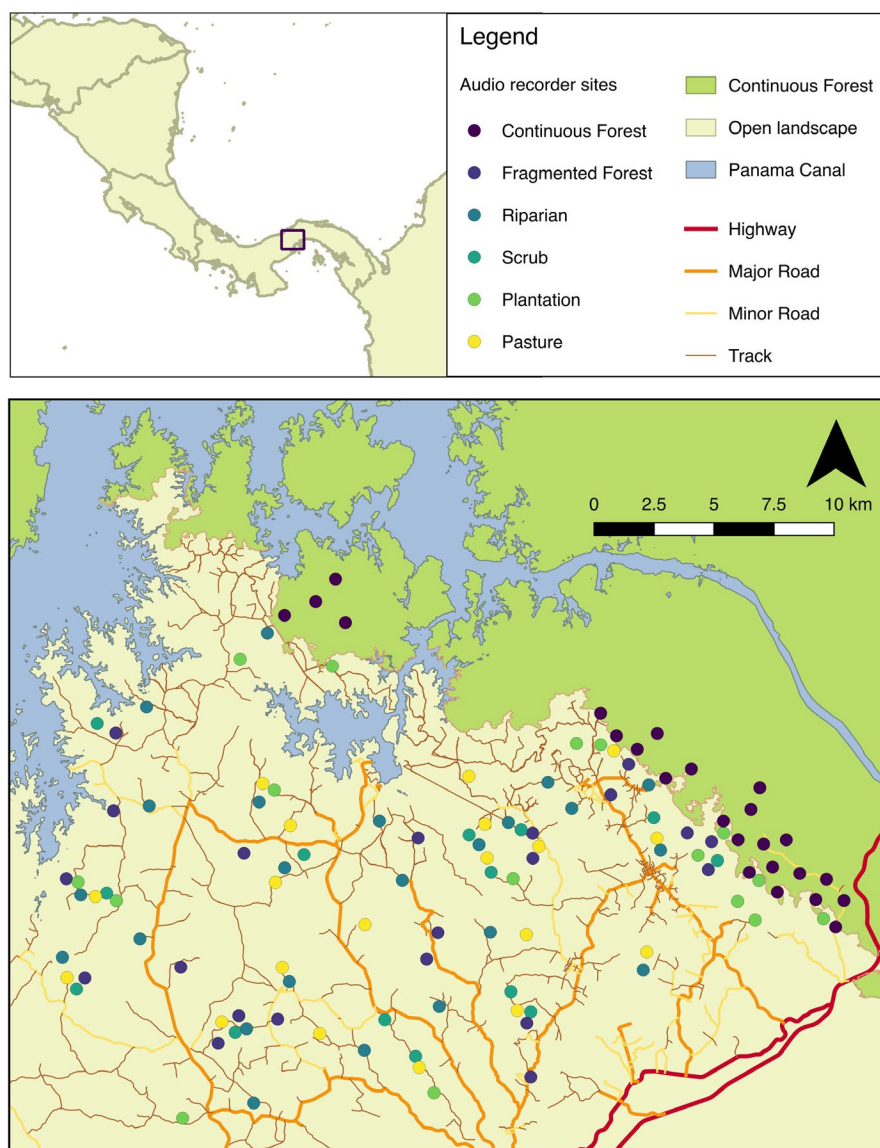 Legend
Audio recorder sites
Continuous Forest
Fragmented Forest
Riparian
Scrub
Plantation
Pasture
Continuous Forest
Open landscape
Panama Canal
Highway
Major Road
Minor Road
Track
0 2.5 5 7.5 10 km